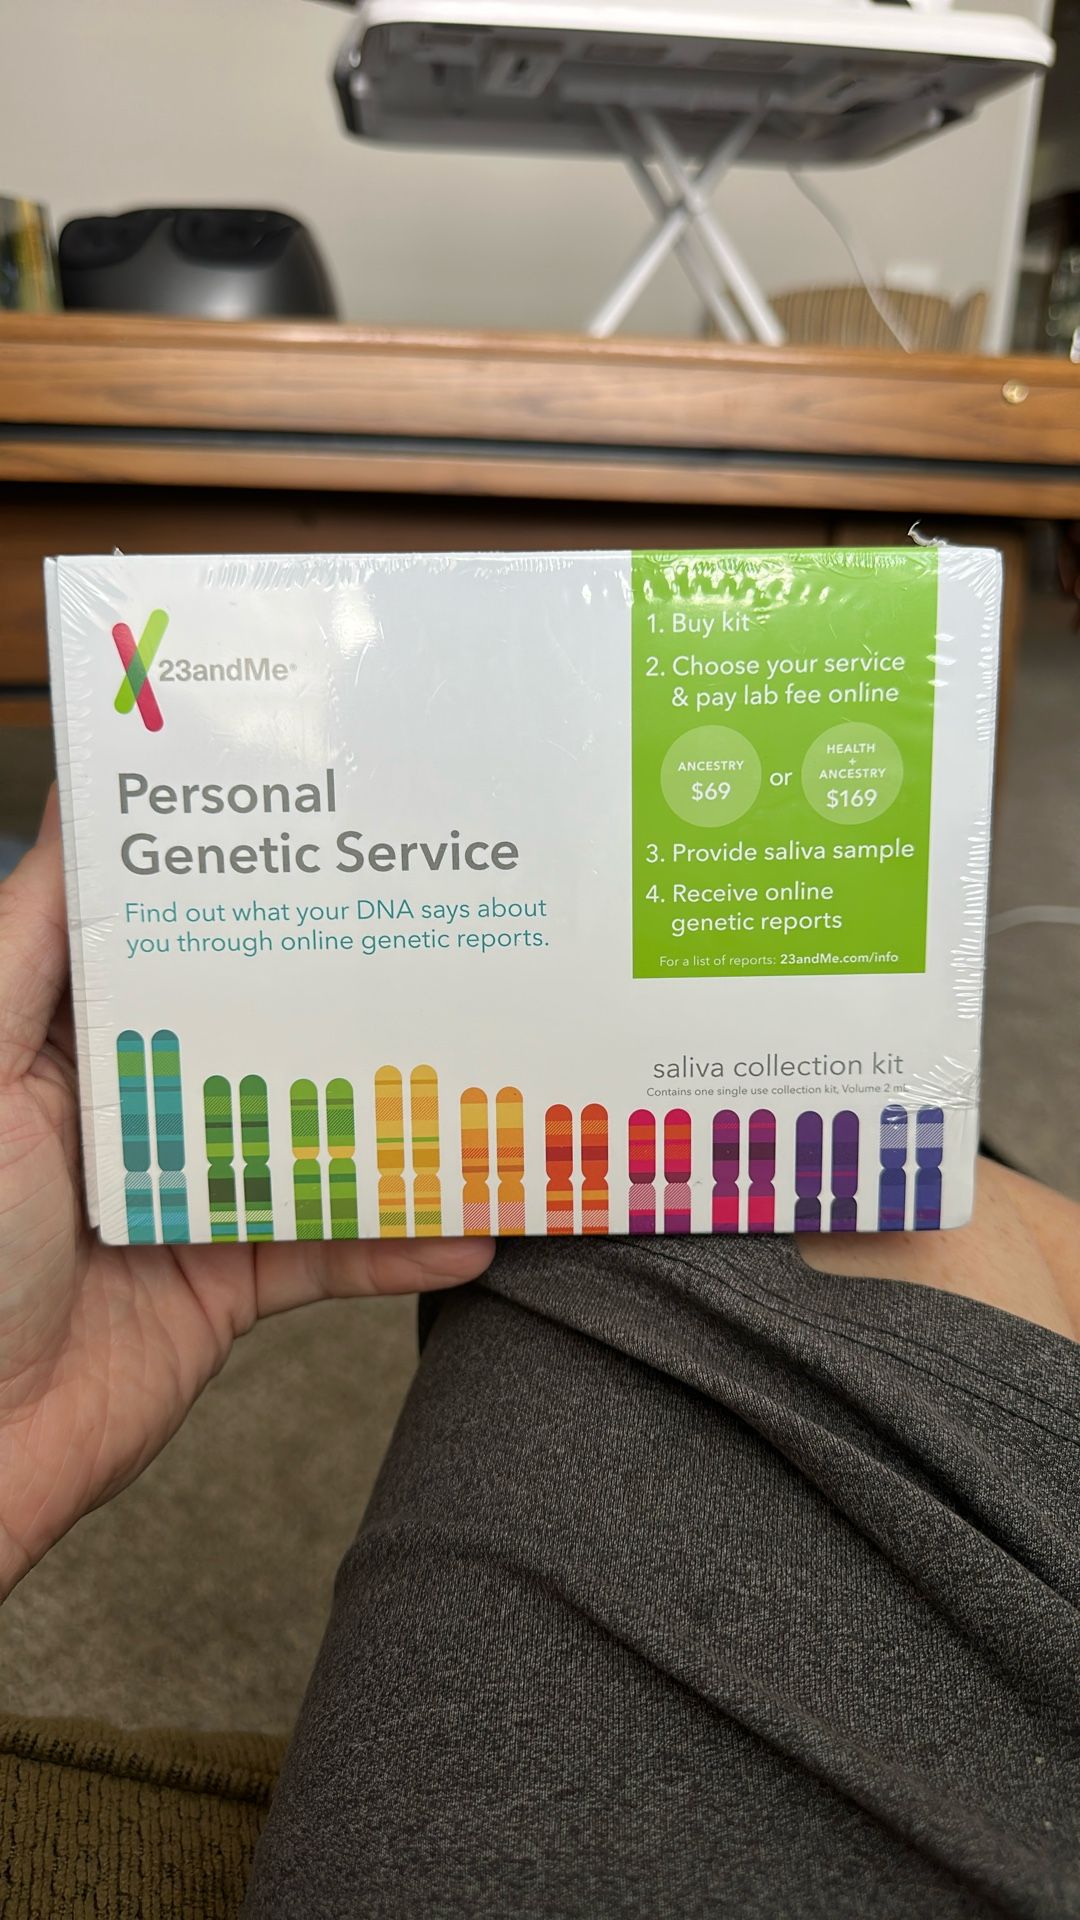 23andMe®
Personal
Genetic Service
Find out what your DNA says about
you through online genetic reports.
1. Buy kit
2. Choose your service
& pay lab fee online
ANCESTRY
$69
or
HEALTH
+
ANCESTRY
$169
3. Provide saliva sample
4. Receive online
genetic reports
For a list of reports: 23andMe.com/info
saliva collection kit
Contains one single use collection kit, Volume 2 mL